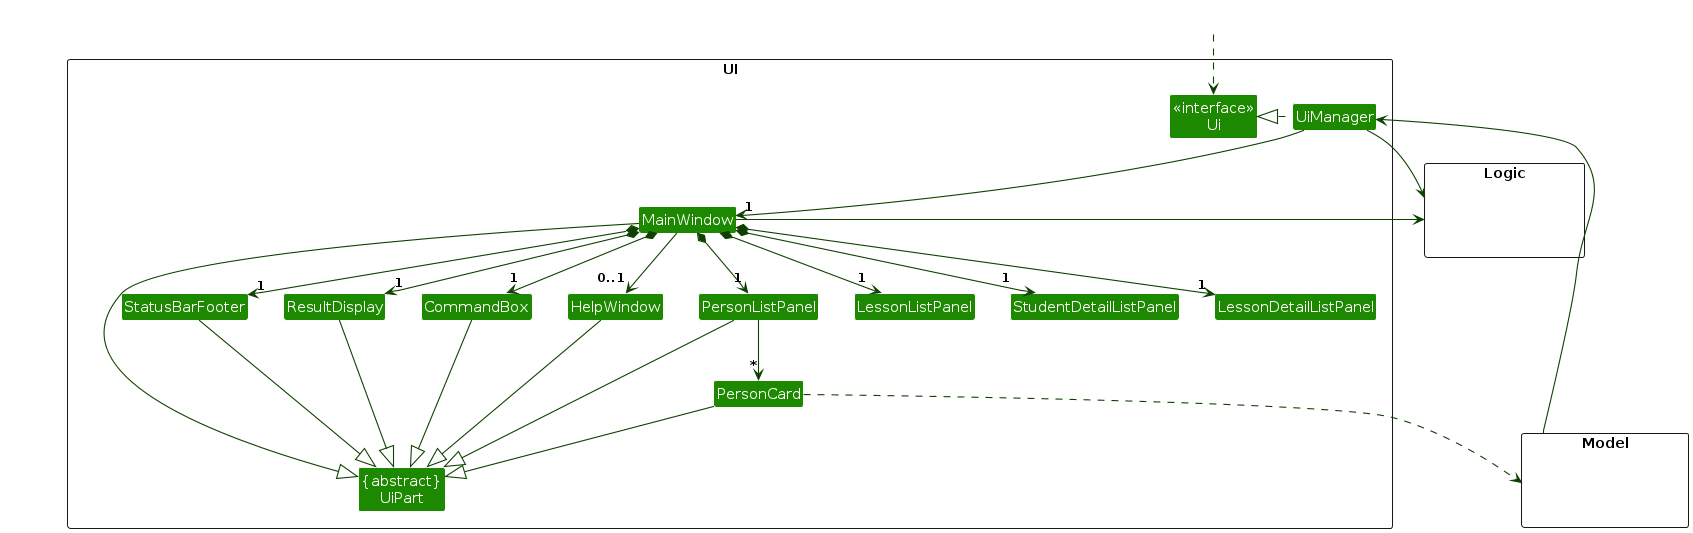 UI
«interface»
Ui
UiManager
Logic
1
MainWindow
1
1
1
0..1
1
1
1
1
StatusBarFooter
ResultDisplay
CommandBox
HelpWindow
PersonListPanel
LessonListPanel
StudentDetailListPanel
LessonDetailListPanel
*
PersonCard
Model
{abstract}
UiPart